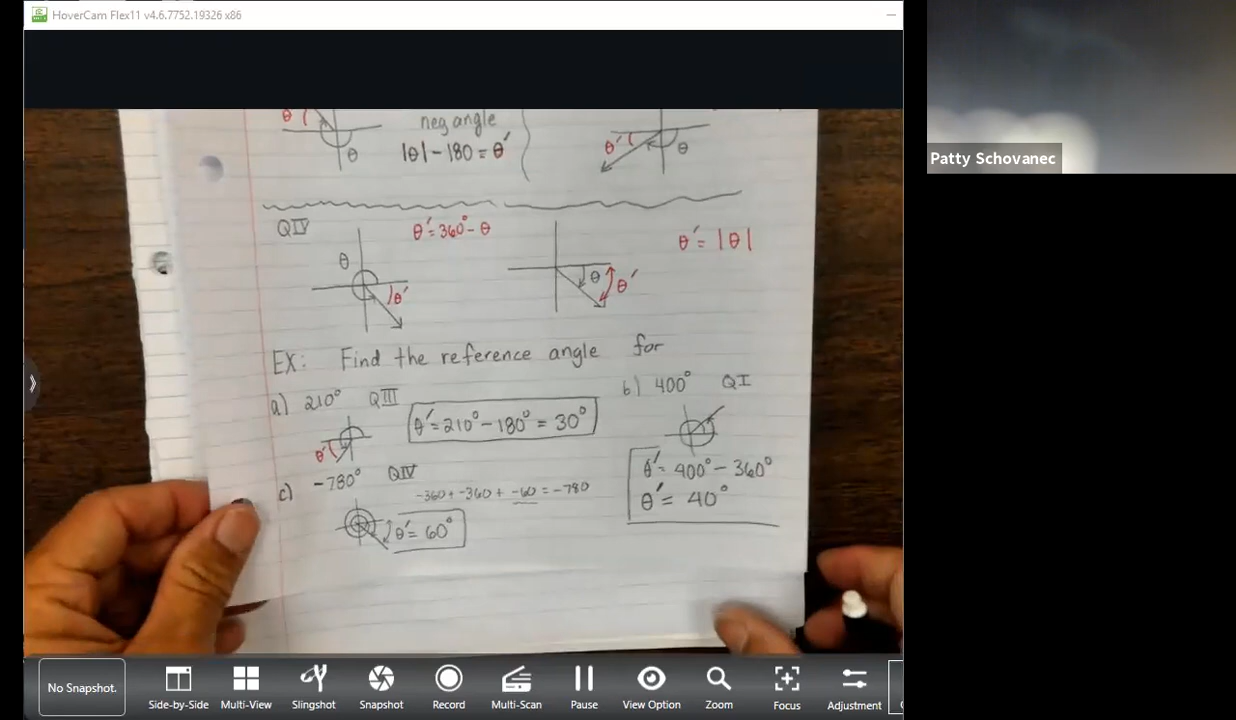 HoverCam Flex11 v4.6.7752.19326 x86
Patty Schovanec
θ
neg angle
θ
|θ| - 180 = θ'
θ'
θ
QIV
θ' = 360° - θ
θ
θ'
θ
θ'
θ' = |θ|
EX: Find the reference angle for
a) 210° QIII
θ' = 210° - 180° = 30°
θ'
b) 400° QI
θ' = 400° - 360°
θ' = 40°
c) -780° QIV
-360 + -360 + -60 = -780
θ' = 60°
No Snapshot.
Side-by-Side
Multi-View
Slingshot
Snapshot
Record
Multi-Scan
Pause
View Option
Zoom
Focus
Adjustment